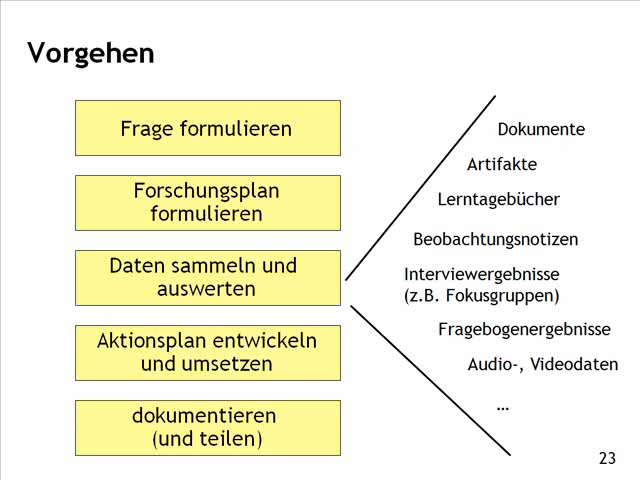 Vorgehen
Frage formulieren
Forschungsplan
formulieren
Daten sammeln und
auswerten
Aktionsplan entwickeln
und umsetzen
dokumentieren
(und teilen)
Dokumente
Artifakte
Lerntagebücher
Beobachtungsnotizen
Interviewergebnisse
(z.B. Fokusgruppen)
Fragebogenergebnisse
Audio-, Videodaten
...
23